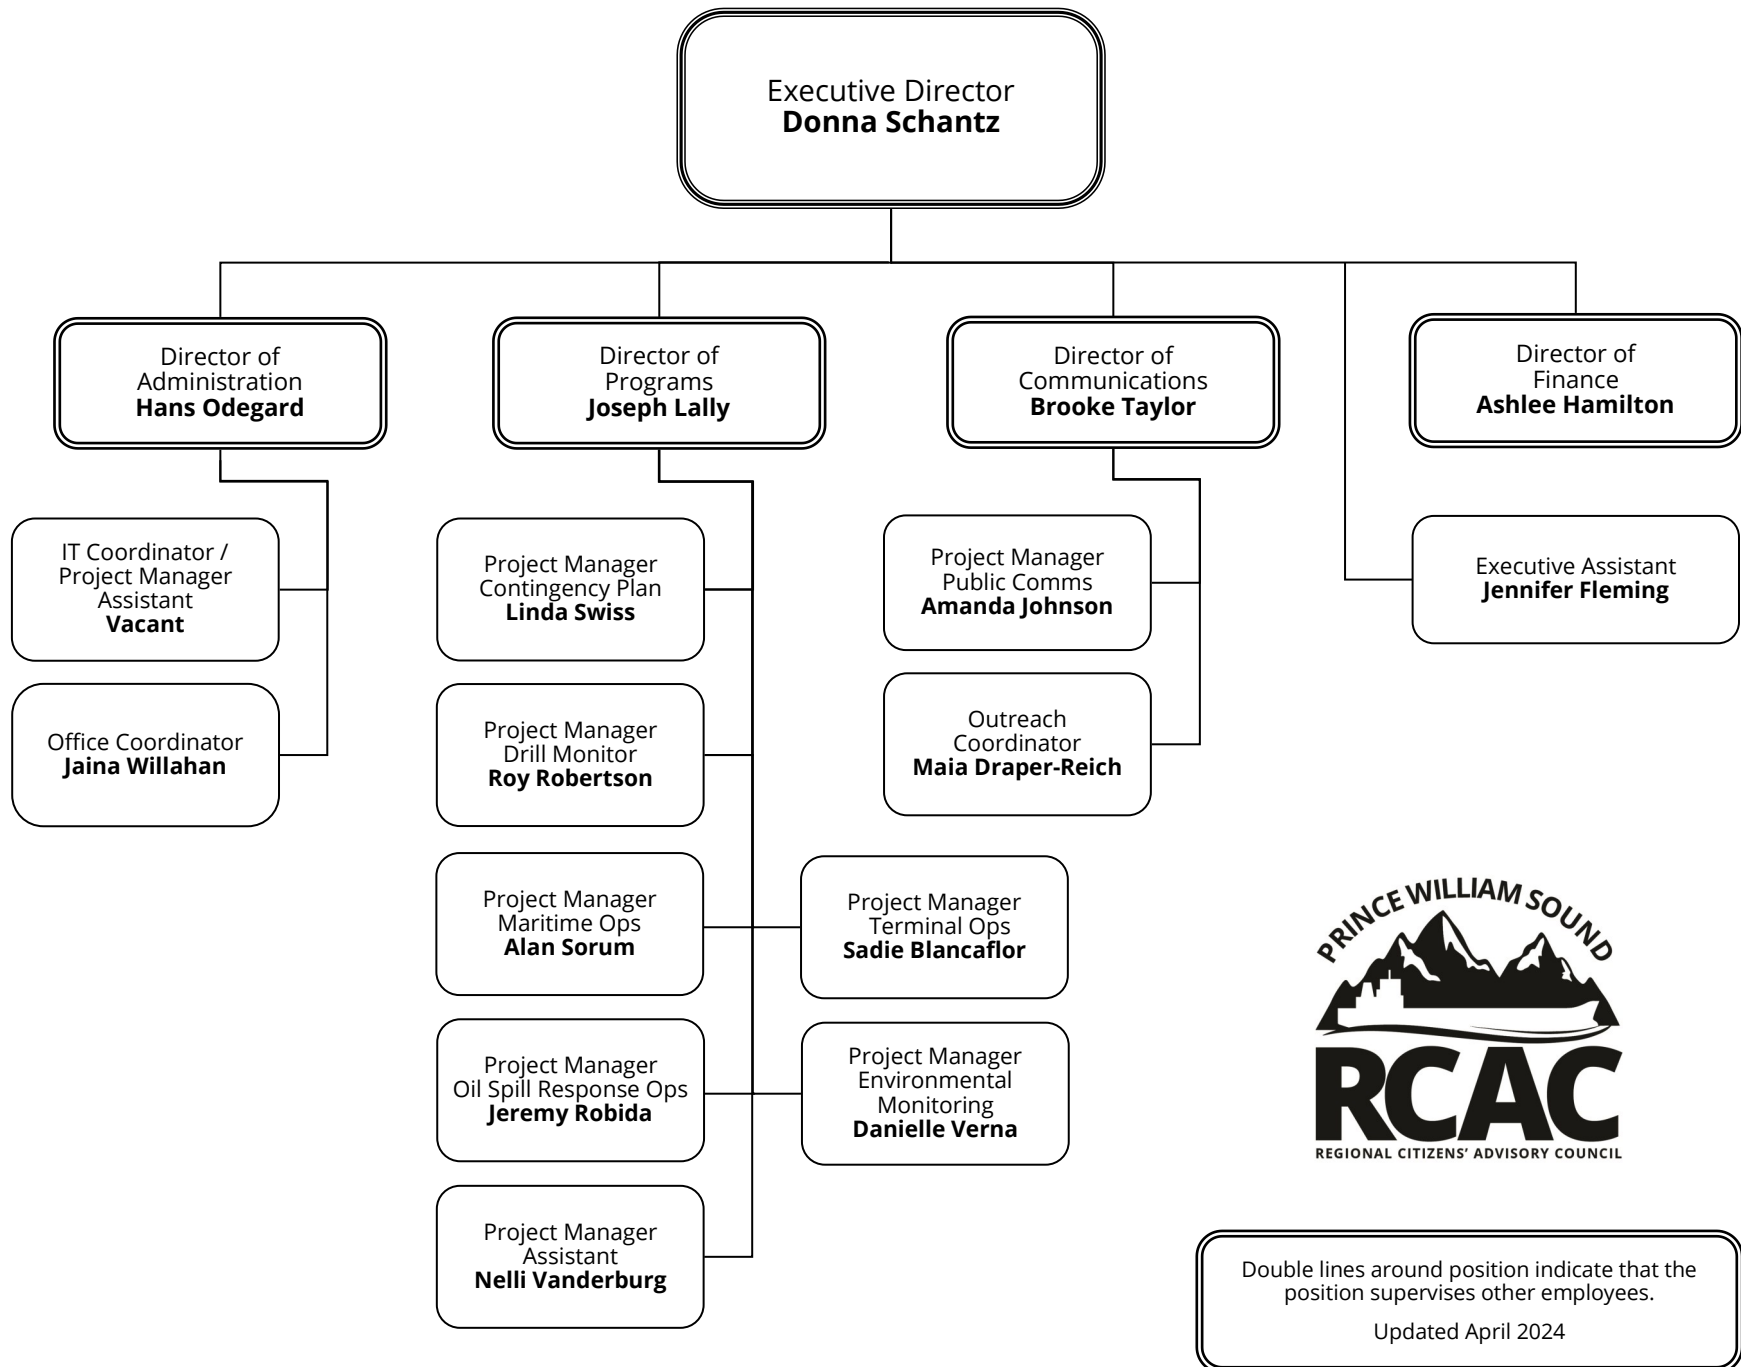 Executive Director
Donna Schantz
Director of
Administration
Hans Odegard
Director of
Programs
Joseph Lally
Director of
Communications
Brooke Taylor
Director of
Finance
Ashlee Hamilton
IT Coordinator /
Project Manager
Assistant
Vacant
Office Coordinator
Jaina Willahan
Project Manager
Contingency Plan
Linda Swiss
Project Manager
Drill Monitor
Roy Robertson
Project Manager
Maritime Ops
Alan Sorum
Project Manager
Oil Spill Response Ops
Jeremy Robida
Project Manager
Assistant
Nelli Vanderburg
Project Manager
Terminal Ops
Sadie Blancaflor
Project Manager
Environmental
Monitoring
Danielle Verna
Project Manager
Public Comms
Amanda Johnson
Outreach
Coordinator
Maia Draper-Reich
Executive Assistant
Jennifer Fleming
PRINCE WILLIAM SOUND
RCAC
REGIONAL CITIZENS’ ADVISORY COUNCIL
Double lines around position indicate that the
position supervises other employees.
Updated April 2024